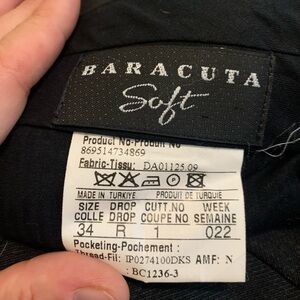 BARACUTA
Soft
Product No-Produit No
869514734869
Fabric-Tissu: DA01125.09
MADE IN TURKIYE PRODUIT DE TURQUIE
SIZE DROP CUTT.NO WEEK
COLLE DROP COUPE NO SEMAINE
34 R 1 022
Pocketing-Pochement :
Thread-Fil: IP0274100DKS AMF: N
: BC1236-3